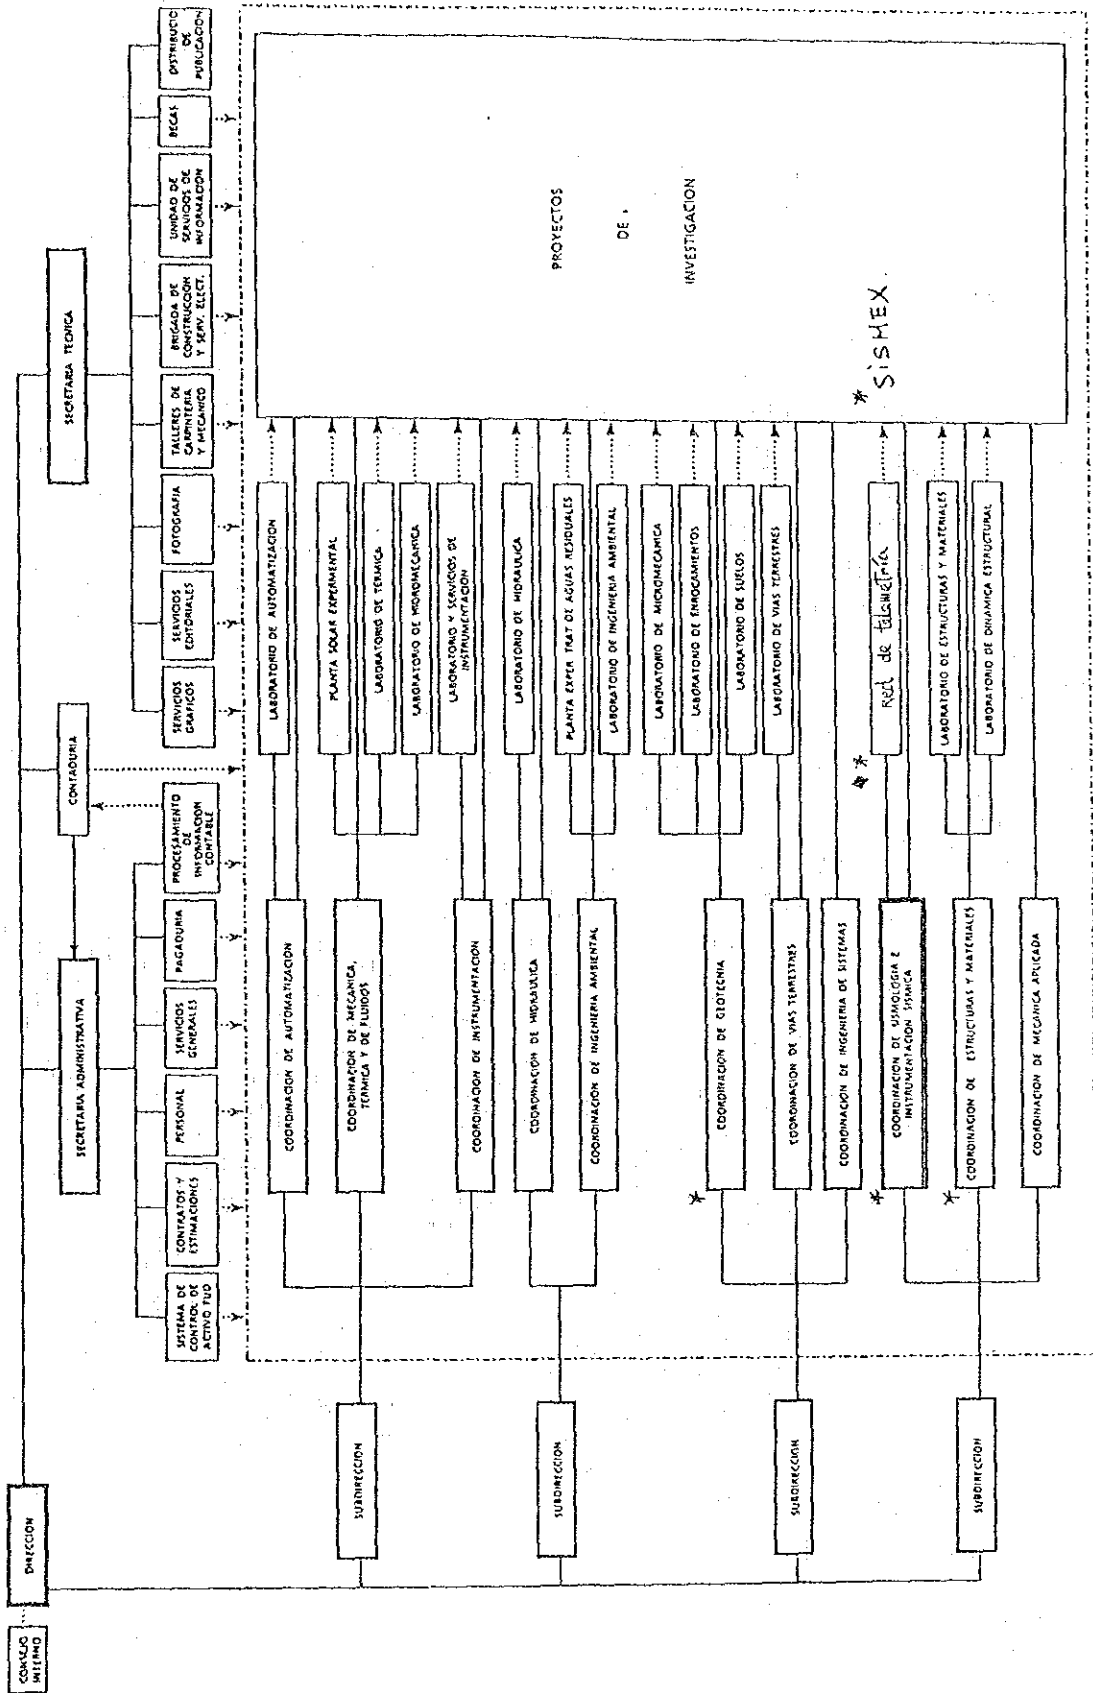 CONSEJO
INTERNO
DIRECCION
SECRETARIA ADMINISTRATIVA
CONTADURIA
SECRETARIA TECNICA
SISTEMA DE
CONTROL DE
ACTIVO FIJO
CONTRATOS Y
ESTIMACIONES
PERSONAL
SERVICIOS
GENERALES
PAGADURIA
PROCESAMIENTO
DE
INFORMACION
CONTABLE
SERVICIOS
GRAFICOS
SERVICIOS
EDITORIALES
FOTOGRAFIA
TALLERES DE
CARPINTERIA
Y MECANICO
BRIGADA DE
CONSTRUCCION
Y SERV. ELECT.
UNIDAD DE
SERVICIOS DE
INFORMACION
BECAS
DISTRIBUCIO
DE
PUBLICACION
SUBDIRECCION
COORDINACION DE AUTOMATIZACION
LABORATORIO DE AUTOMATIZACION
COORDINACION DE MECANICA,
TERMICA Y DE FLUIDOS
PLANTA SOLAR EXPERIMENTAL
LABORATORIO DE TERMICA
LABORATORIO DE HIDROMECANICA
COORDINACION DE INSTRUMENTACION
LABORATORIO Y SERVICIOS DE
INSTRUMENTACION
SUBDIRECCION
COORDINACION DE HIDRAULICA
LABORATORIO DE HIDRAULICA
COORDINACION DE INGENIERIA AMBIENTAL
PLANTA EXPER TRAT DE AGUAS RESIDUALES
LABORATORIO DE INGENIERIA AMBIENTAL
SUBDIRECCION
* COORDINACION DE GEOTECNIA
LABORATORIO DE MICROMECANICA
LABORATORIO DE ENROCAMIENTOS
LABORATORIO DE SUELOS
COORDINACION DE VIAS TERRESTRES
LABORATORIO DE VIAS TERRESTRES
COORDINACION DE INGENIERIA DE SISTEMAS
SUBDIRECCION
* COORDINACION DE SISMOLOGIA E
INSTRUMENTACION SISMICA
** Red de telemetría
* COORDINACION DE ESTRUCTURAS Y MATERIALES
LABORATORIO DE ESTRUCTURAS Y MATERIALES
LABORATORIO DE DINAMICA ESTRUCTURAL
COORDINACION DE MECANICA APLICADA
PROYECTOS
DE
INVESTIGACION
* SISMEX.